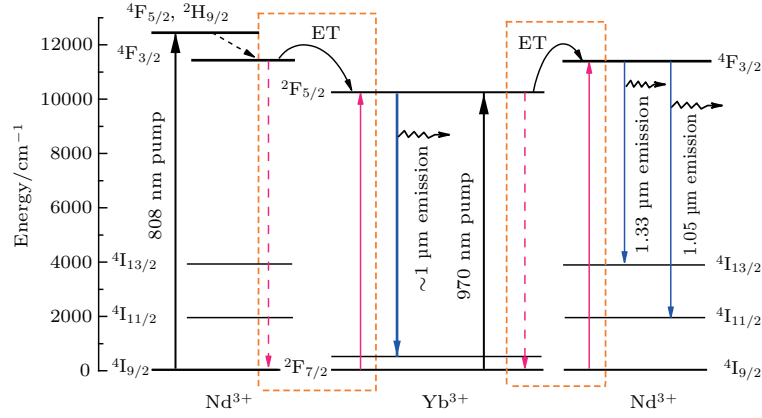 ⁴F₅/₂, ²H₉/₂
12000
⁴F₃/₂
ET
ET
⁴F₃/₂
²F₅/₂
10000
8000
6000
4000
2000
0
Energy/cm⁻¹
808 nm pump
~1 μm emission
970 nm pump
1.33 μm emission
1.05 μm emission
⁴I₁₃/₂
⁴I₁₃/₂
⁴I₁₁/₂
⁴I₁₁/₂
⁴I₉/₂
²F₇/₂
⁴I₉/₂
Nd³⁺
Yb³⁺
Nd³⁺